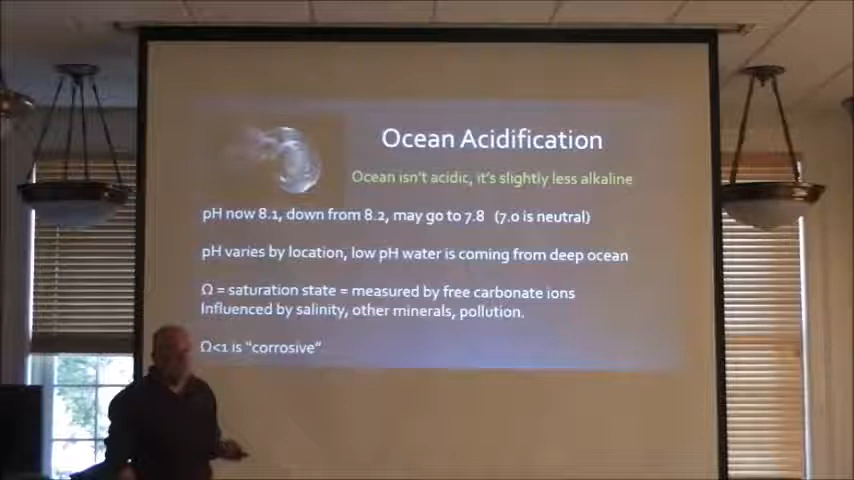 Ocean Acidification
Ocean isn't acidic, it's slightly less alkaline
pH now 8.1, down from 8.2, may go to 7.8 (7.0 is neutral)
pH varies by location, low pH water is coming from deep ocean
Ω = saturation state = measured by free carbonate ions
Influenced by salinity, other minerals, pollution.
Ω<1 is "corrosive"